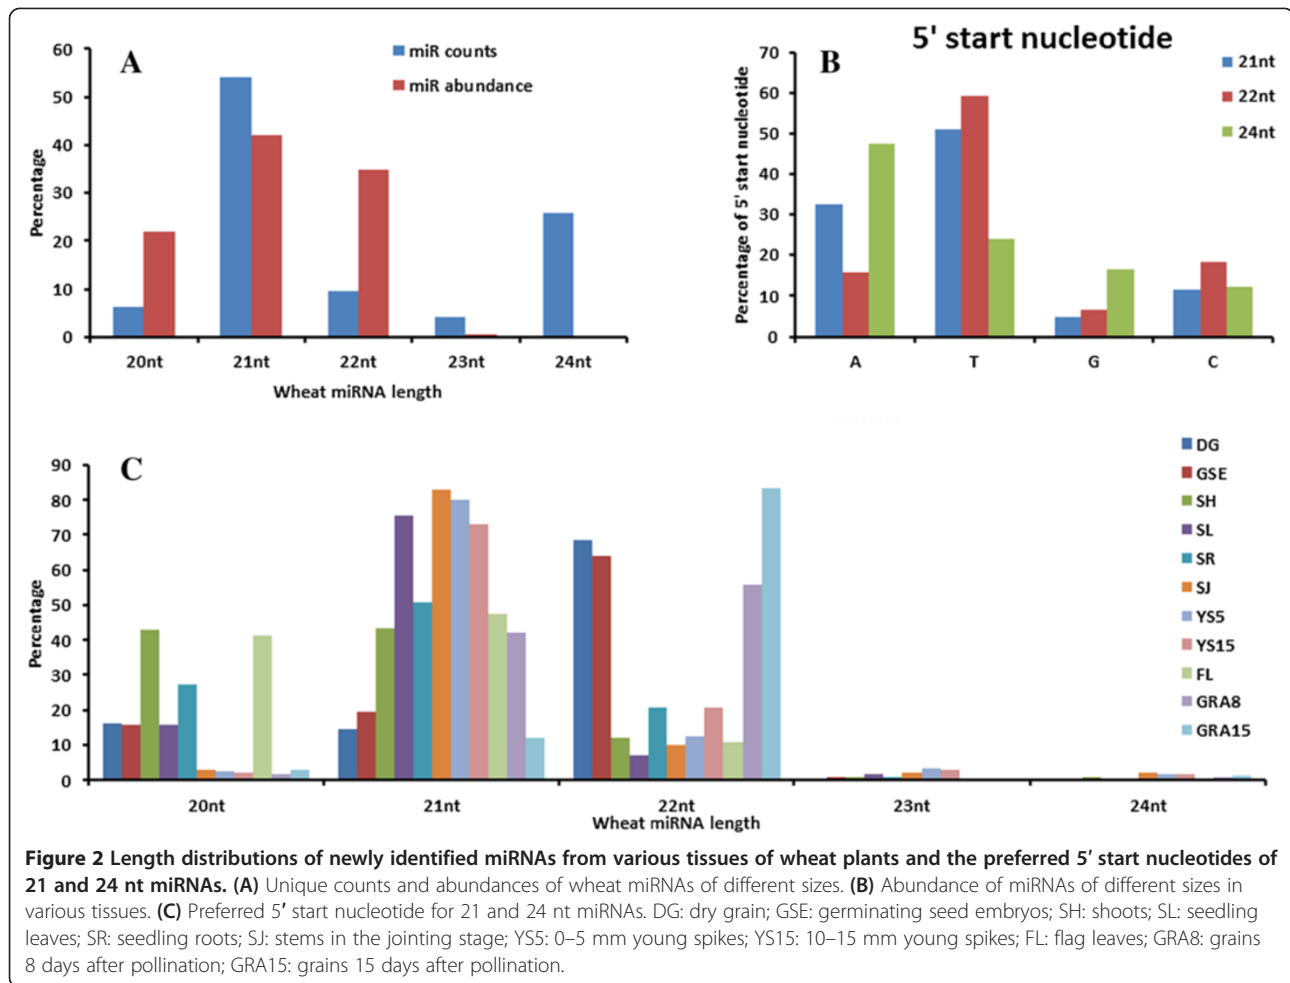 A
miR counts
miR abundance
60
50
40
30
20
10
0
Percentage
20nt 21nt 22nt 23nt 24nt
Wheat miRNA length
5' start nucleotide
B
21nt
22nt
24nt
70
60
50
40
30
20
10
0
Percentage of 5' start nucleotide
A T G C
C
90
80
70
60
50
40
30
20
10
0
Percentage
20nt 21nt 22nt 23nt 24nt
Wheat miRNA length
DG
GSE
SH
SL
SR
SJ
YS5
YS15
FL
GRA8
GRA15
Figure 2 Length distributions of newly identified miRNAs from various tissues of wheat plants and the preferred 5′ start nucleotides of
21 and 24 nt miRNAs. (A) Unique counts and abundances of wheat miRNAs of different sizes. (B) Abundance of miRNAs of different sizes in
various tissues. (C) Preferred 5′ start nucleotide for 21 and 24 nt miRNAs. DG: dry grain; GSE: germinating seed embryos; SH: shoots; SL: seedling
leaves; SR: seedling roots; SJ: stems in the jointing stage; YS5: 0–5 mm young spikes; YS15: 10–15 mm young spikes; FL: flag leaves; GRA8: grains
8 days after pollination; GRA15: grains 15 days after pollination.